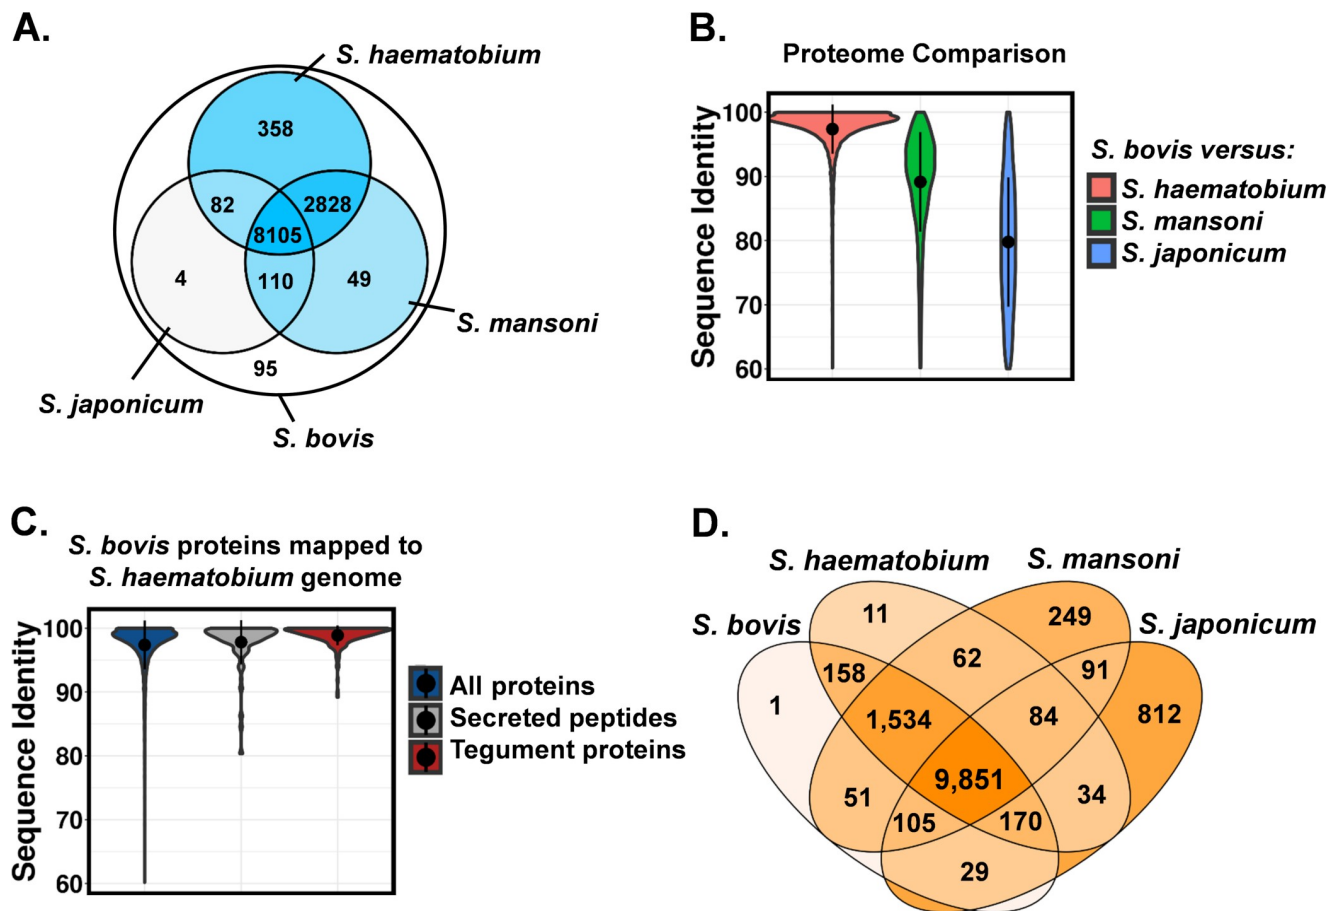 A.
S. haematobium
358
82
2828
8105
4
110
49
S. mansoni
95
S. japonicum
S. bovis
B.
Proteome Comparison
Sequence Identity
100
90
80
70
60
S. bovis versus:
S. haematobium
S. mansoni
S. japonicum
C.
S. bovis proteins mapped to
S. haematobium genome
Sequence Identity
100
90
80
70
60
All proteins
Secreted peptides
Tegument proteins
D.
S. haematobium
S. mansoni
S. bovis
S. japonicum
11
249
158
62
91
1
1,534
84
812
9,851
51
34
105
170
29